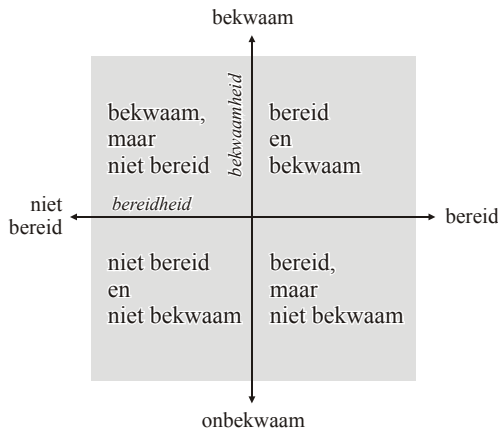 bekwaam
bekwaam,
maar
niet bereid
bekwaamheid
bereid
en
bekwaam
niet
bereid
bereidheid
bereid
niet bereid
en
niet bekwaam
bereid,
maar
niet bekwaam
onbekwaam